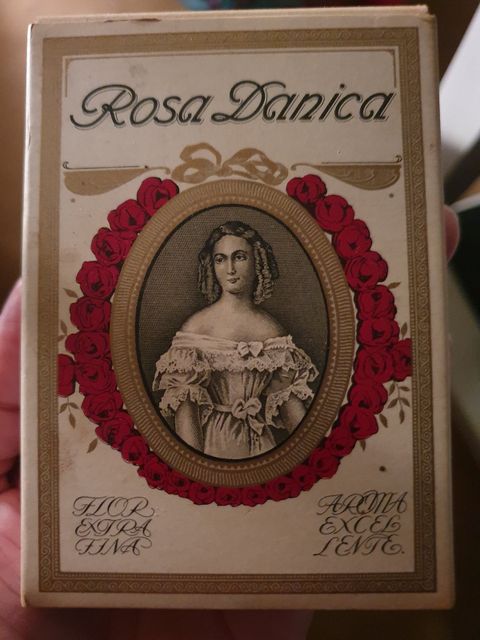 Rosa Danica
FLOR
EXTRA
FINA
AROMA
EXCEL
LENTE.